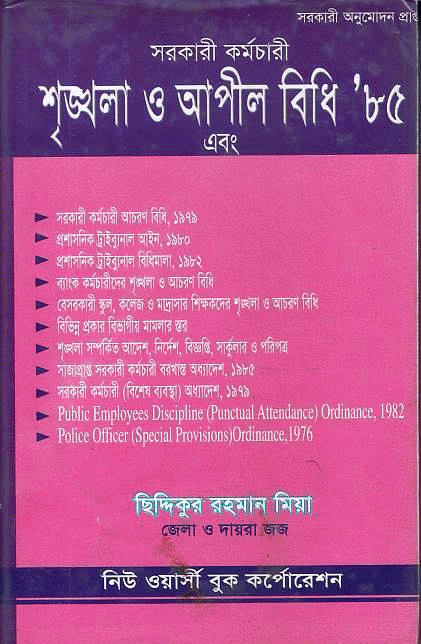 সরকারী অনুমোদন প্রাপ্ত
সরকারী কর্মচারী
শৃঙ্খলা ও আপীল বিধি '৮৫
এবং
সরকারী কর্মচারী আচরণ বিধি, ১৯৭৯
প্রশাসনিক ট্রাইব্যুনাল আইন, ১৯৮০
প্রশাসনিক ট্রাইব্যুনাল বিধিমালা, ১৯৮২
ব্যাংক কর্মচারীদের শৃঙ্খলা ও আচরণ বিধি
বেসরকারী স্কুল, কলেজ ও মাদ্রাসার শিক্ষকদের শৃঙ্খলা ও আচরণ বিধি
বিভিন্ন প্রকার বিভাগীয় মামলার স্তর
শৃঙ্খলা সম্পর্কিত আদেশ, নির্দেশ, বিজ্ঞপ্তি, সার্কুলার ও পরিপত্র
সাজাপ্রাপ্ত সরকারী কর্মচারী বরখাস্ত অধ্যাদেশ, ১৯৮৫
সরকারী কর্মচারী (বিশেষ ব্যবস্থা) অধ্যাদেশ, ১৯৭৯
Public Employees Discipline (Punctual Attendance) Ordinance, 1982
Police Officer (Special Provisions)Ordinance,1976
ছিদ্দিকুর রহমান মিয়া
জেলা ও দায়রা জজ
নিউ ওয়ার্সী বুক কর্পোরেশন